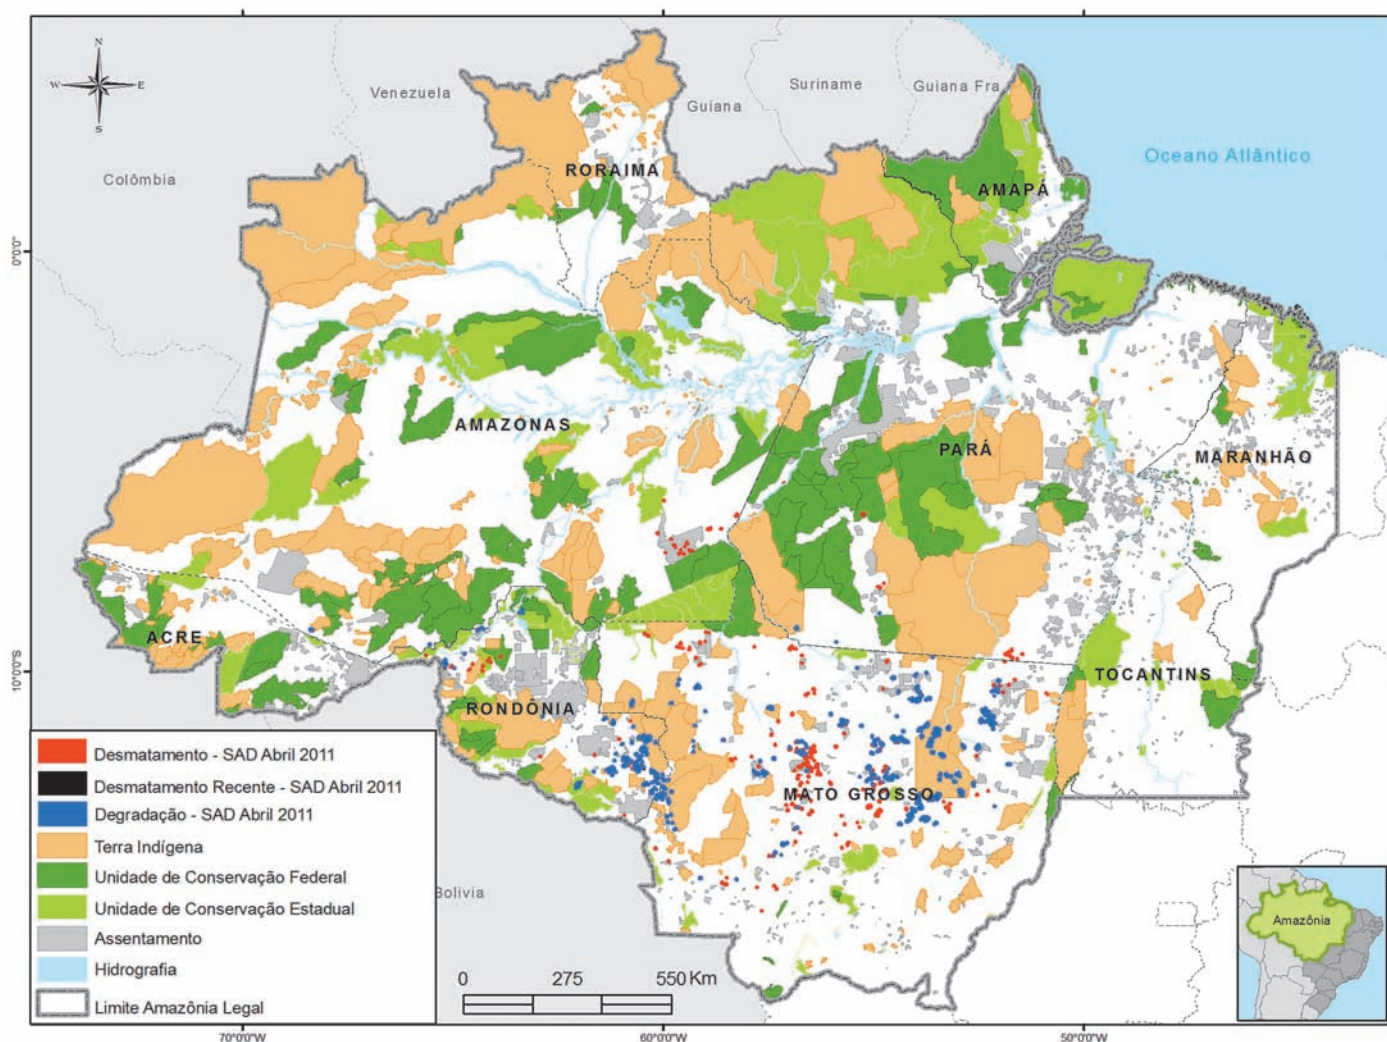 N
W E
S
Venezuela
Suriname
Guiana Fra
Guiana
Colômbia
Oceano Atlântico
RORAIMA
AMAPÁ
0°0'0"
AMAZONAS
PARÁ
MARANHÃO
ACRE
TOCANTINS
10°0'0"S
RONDÔNIA
MATO GROSSO
Bolivia
Desmatamento - SAD Abril 2011
Desmatamento Recente - SAD Abril 2011
Degradação - SAD Abril 2011
Terra Indígena
Unidade de Conservação Federal
Unidade de Conservação Estadual
Assentamento
Hidrografia
Limite Amazônia Legal
0 275 550 Km
Amazônia
70°0'0"W 60°0'0"W 50°0'0"W